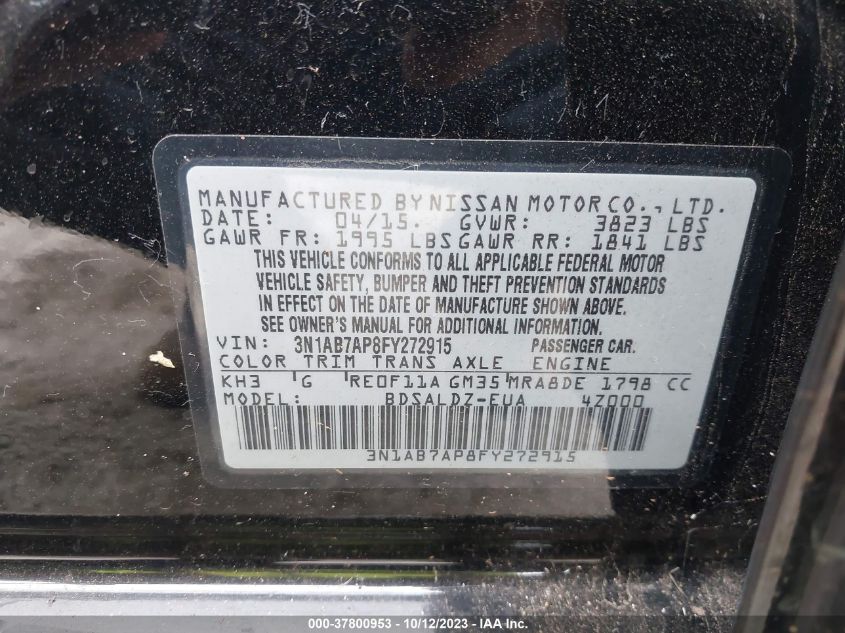 MANUFACTURED BY NISSAN MOTOR CO., LTD.
DATE: 04/15. GVWR: 3823 LBS
GAWR FR: 1995 LBS GAWR RR: 1841 LBS
THIS VEHICLE CONFORMS TO ALL APPLICABLE FEDERAL MOTOR
VEHICLE SAFETY, BUMPER AND THEFT PREVENTION STANDARDS
IN EFFECT ON THE DATE OF MANUFACTURE SHOWN ABOVE.
SEE OWNER'S MANUAL FOR ADDITIONAL INFORMATION.
VIN: 3N1AB7AP8FY272915 PASSENGER CAR.
COLOR TRIM TRANS AXLE ENGINE
KH3 G RE0F11A GM35 MRA8DE 1798 CC
MODEL: BDSALDZ-EUA 4Z000
3N1AB7AP8FY272915
000-37800953 - 10/12/2023 - IAA Inc.